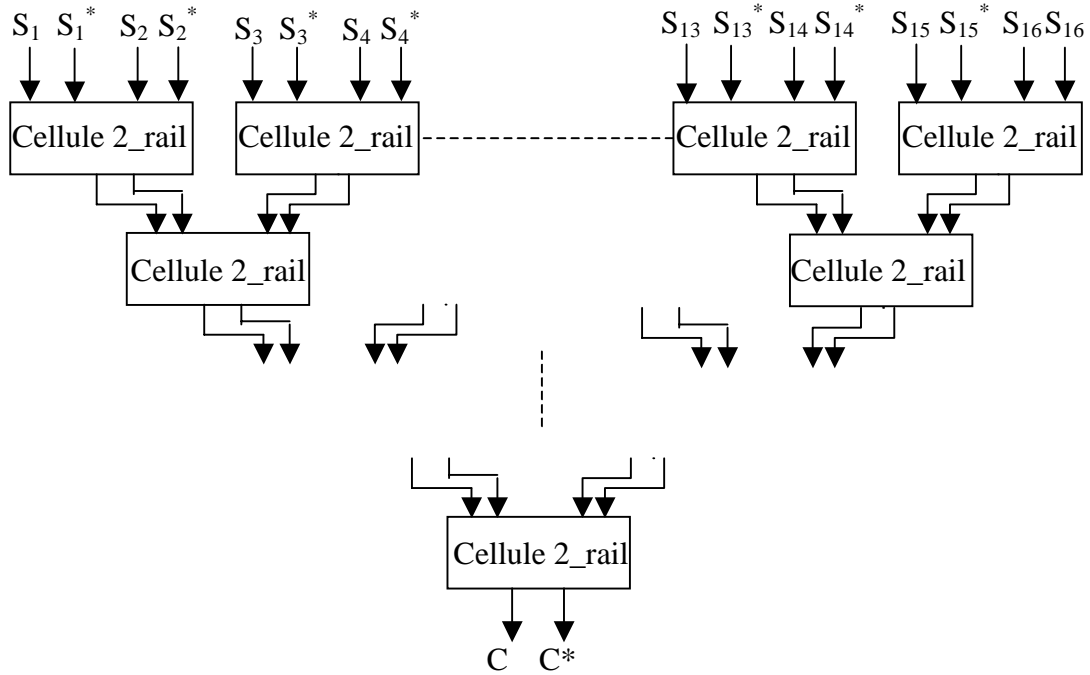 S₁ S₁* S₂ S₂* S₃ S₃* S₄ S₄* S₁₃ S₁₃* S₁₄ S₁₄* S₁₅ S₁₅* S₁₆ S₁₆
Cellule 2_rail Cellule 2_rail Cellule 2_rail Cellule 2_rail
Cellule 2_rail Cellule 2_rail
Cellule 2_rail
C C*